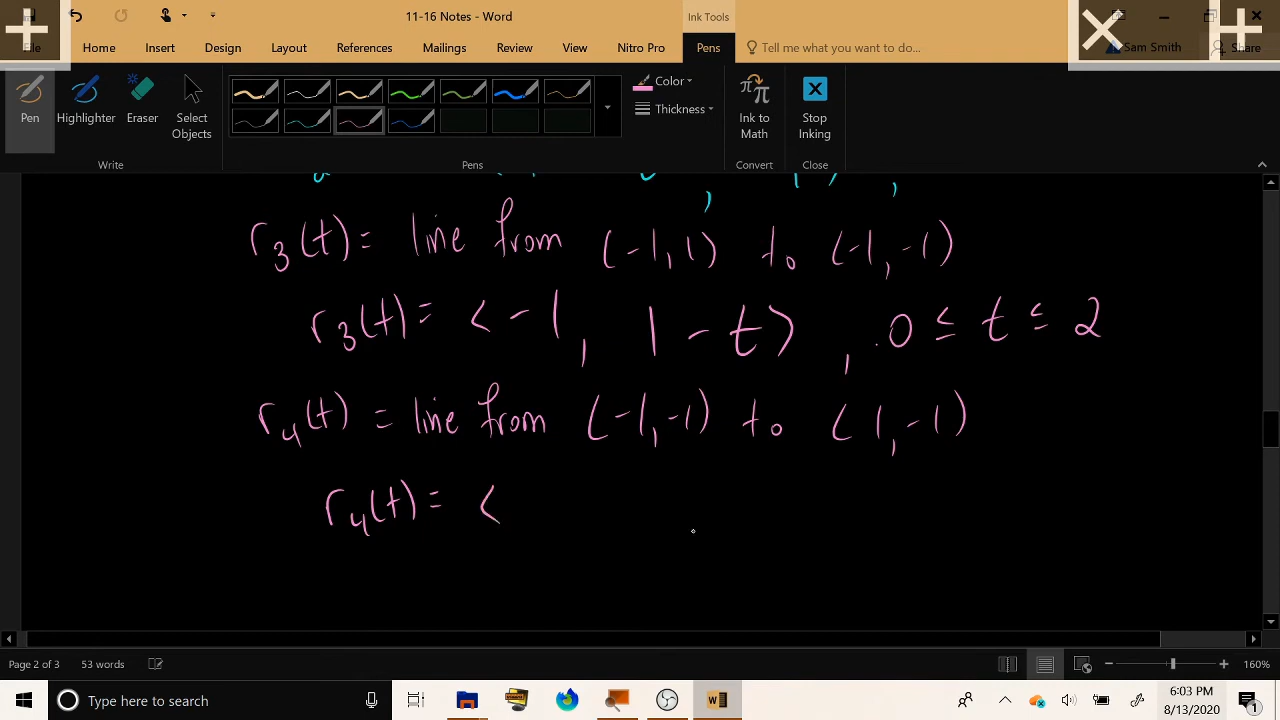 11-16 Notes - Word
Ink Tools
File Home Insert Design Layout References Mailings Review View Nitro Pro Pens Tell me what you want to do... Sam Smith Share
Pen Highlighter Eraser Select Objects Color Thickness Ink to Math Stop Inking
Write Pens Convert Close
r₃(t) = line from (-1, 1) to (-1, -1)
r₃(t) = < -1, 1 - t >, 0 ≤ t ≤ 2
r₄(t) = line from (-1, -1) to (1, -1)
r₄(t) = <
Page 2 of 3 53 words 160%
Type here to search
6:03 PM
8/13/2020
1